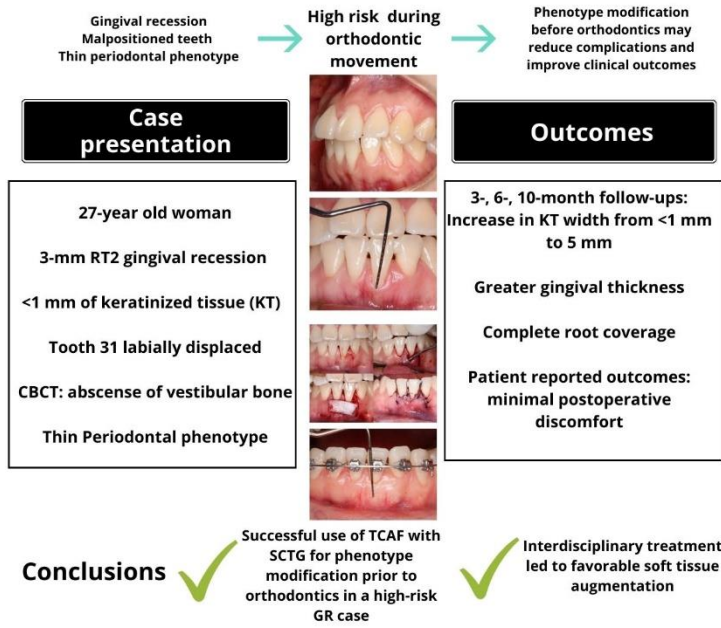 Gingival recession
Malpositioned teeth
Thin periodontal phenotype
High risk during
orthodontic
movement
Phenotype modification
before orthodontics may
reduce complications and
improve clinical outcomes
Case
presentation
Outcomes
27-year old woman
3-mm RT2 gingival recession
<1 mm of keratinized tissue (KT)
Tooth 31 labially displaced
CBCT: abscense of vestibular bone
Thin Periodontal phenotype
3-, 6-, 10-month follow-ups:
Increase in KT width from <1 mm
to 5 mm
Greater gingival thickness
Complete root coverage
Patient reported outcomes:
minimal postoperative
discomfort
Conclusions
Successful use of TCAF with
SCTG for phenotype
modification prior to
orthodontics in a high-risk
GR case
Interdisciplinary treatment
led to favorable soft tissue
augmentation